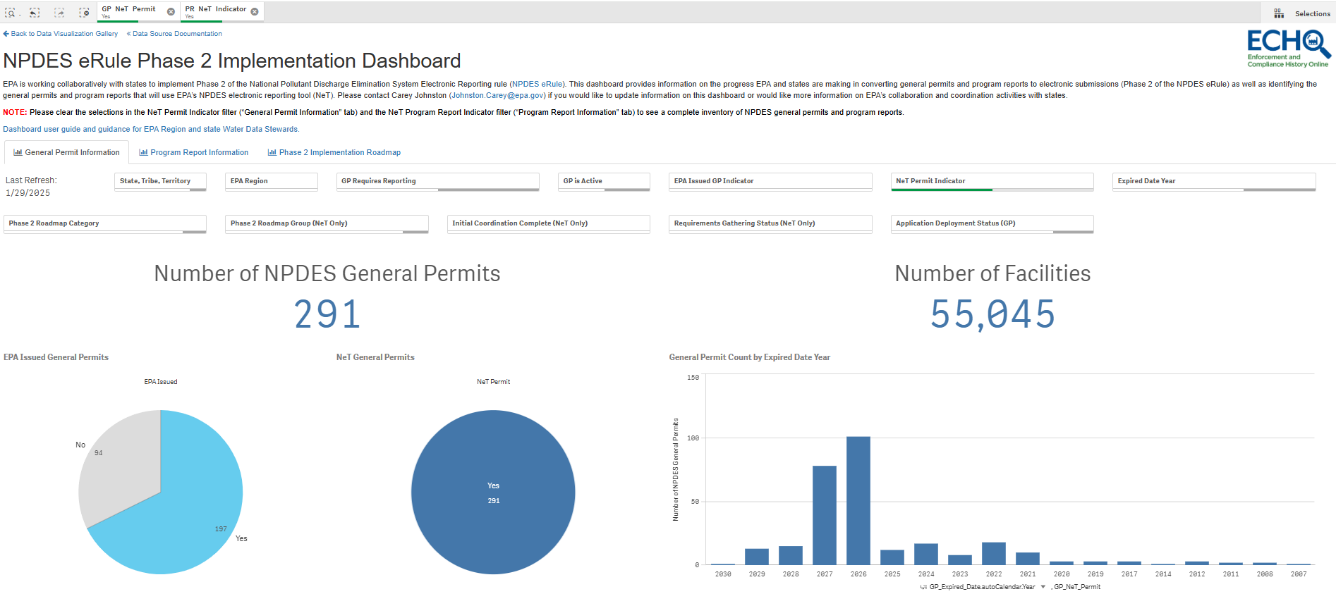 GP NeT Permit
Yes
PR NeT Indicator
Yes
Selections
Back to Data Visualization Gallery < Data Source Documentation
ECHO
Enforcement and
Compliance History Online
NPDES eRule Phase 2 Implementation Dashboard
EPA is working collaboratively with states to implement Phase 2 of the National Pollutant Discharge Elimination System Electronic Reporting rule (NPDES eRule). This dashboard provides information on the progress EPA and states are making in converting general permits and program reports to electronic submissions (Phase 2 of the NPDES eRule) as well as identifying the
general permits and program reports that will use EPA's NPDES electronic reporting tool (NeT). Please contact Carey Johnston (Johnston.Carey@epa.gov) if you would like to update information on this dashboard or would like more information on EPA's collaboration and coordination activities with states.
NOTE: Please clear the selections in the NeT Permit Indicator filter ("General Permit Information" tab) and the NeT Program Report Indicator filter ("Program Report Information" tab) to see a complete inventory of NPDES general permits and program reports.
Dashboard user guide and guidance for EPA Region and state Water Data Stewards.
General Permit Information Program Report Information Phase 2 Implementation Roadmap
Last Refresh:
1/29/2025
State, Tribe, Territory EPA Region GP Requires Reporting GP is Active EPA Issued GP Indicator NeT Permit Indicator Expired Date Year
Phase 2 Roadmap Category Phase 2 Roadmap Group (NeT Only) Initial Coordination Complete (NeT Only) Requirements Gathering Status (NeT Only) Application Deployment Status (GP)
Number of NPDES General Permits
291
Number of Facilities
55,045
EPA Issued General Permits
EPA Issued
No
94
197
Yes
NeT General Permits
NeT Permit
Yes
291
General Permit Count by Expired Date Year
Number of NPDES General Permits
150
100
50
0
2030 2029 2028 2027 2026 2025 2024 2023 2022 2021 2020 2019 2017 2014 2012 2011 2008 2007
GP_Expired_Date.autoCalendar.Year , GP_NeT_Permit